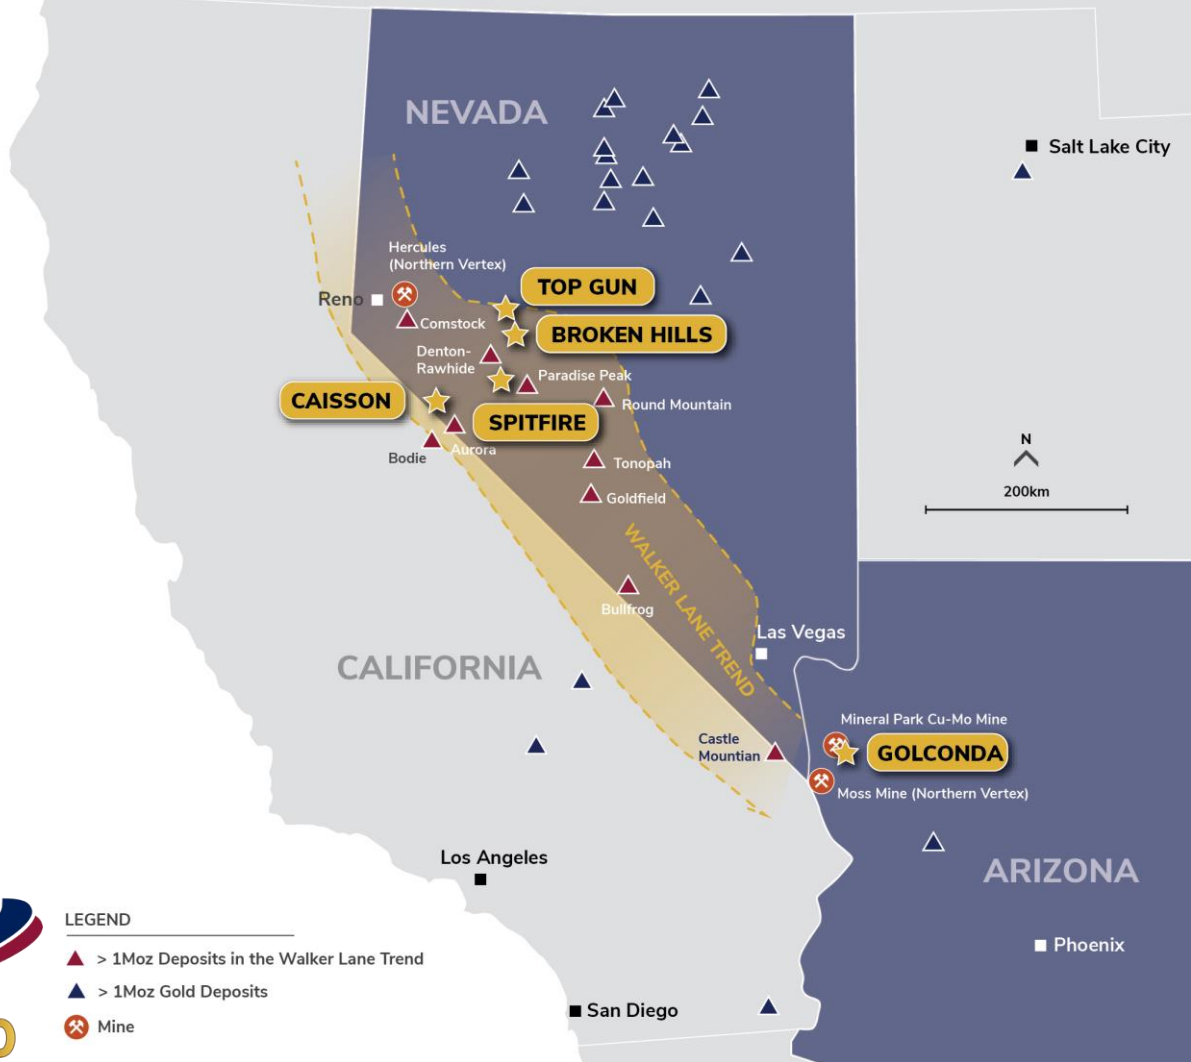 NEVADA
Salt Lake City
Hercules
(Northern Vertex)
TOP GUN
Reno
Comstock
BROKEN HILLS
Denton-
Rawhide
Paradise Peak
CAISSON
Round Mountain
SPITFIRE
Aurora
Bodie
Tonopah
Goldfield
N
200km
WALKER LANE TREND
Bullfrog
Las Vegas
CALIFORNIA
Mineral Park Cu-Mo Mine
Castle
Mountian
GOLCONDA
Moss Mine (Northern Vertex)
Los Angeles
ARIZONA
LEGEND
Phoenix
> 1Moz Deposits in the Walker Lane Trend
> 1Moz Gold Deposits
San Diego
Mine